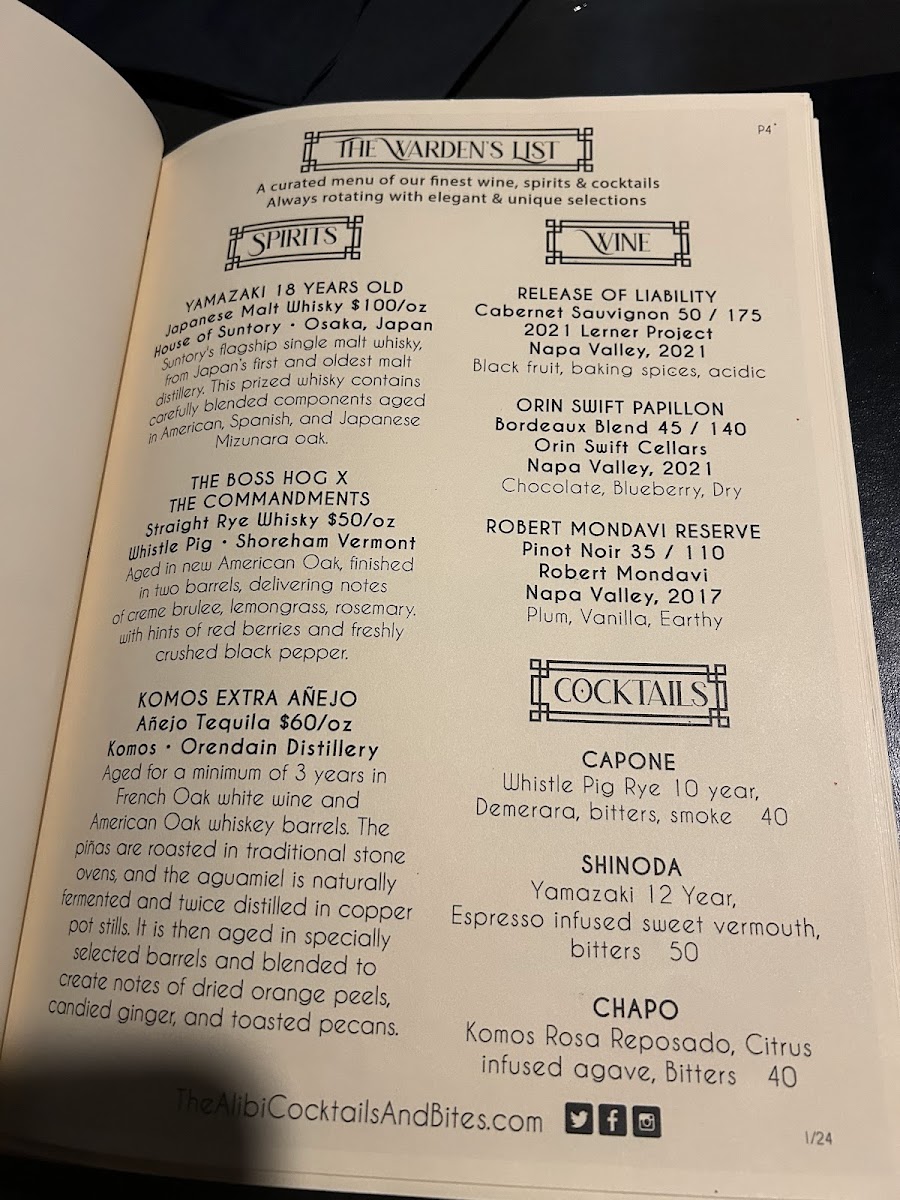 P4
THE WARDEN'S LIST
A curated menu of our finest wine, spirits & cocktails
Always rotating with elegant & unique selections
SPIRITS
YAMAZAKI 18 YEARS OLD
Japanese Malt Whisky $100/oz
House of Suntory • Osaka, Japan
Suntory's flagship single malt whisky,
from Japan's first and oldest malt
distillery. This prized whisky contains
carefully blended components aged
in American, Spanish, and Japanese
Mizunara oak.
THE BOSS HOG X
THE COMMANDMENTS
Straight Rye Whisky $50/oz
Whistle Pig • Shoreham Vermont
Aged in new American Oak, finished
in two barrels, delivering notes
of creme brulee, lemongrass, rosemary.
with hints of red berries and freshly
crushed black pepper.
KOMOS EXTRA AÑEJO
Añejo Tequila $60/oz
Komos • Orendain Distillery
Aged for a minimum of 3 years in
French Oak white wine and
American Oak whiskey barrels. The
piñas are roasted in traditional stone
ovens, and the aguamiel is naturally
fermented and twice distilled in copper
pot stills. It is then aged in specially
selected barrels and blended to
create notes of dried orange peels,
candied ginger, and toasted pecans.
WINE
RELEASE OF LIABILITY
Cabernet Sauvignon 50 / 175
2021 Lerner Project
Napa Valley, 2021
Black fruit, baking spices, acidic
ORIN SWIFT PAPILLON
Bordeaux Blend 45 / 140
Orin Swift Cellars
Napa Valley, 2021
Chocolate, Blueberry, Dry
ROBERT MONDAVI RESERVE
Pinot Noir 35 / 110
Robert Mondavi
Napa Valley, 2017
Plum, Vanilla, Earthy
COCKTAILS
CAPONE
Whistle Pig Rye 10 year,
Demerara, bitters, smoke 40
SHINODA
Yamazaki 12 Year,
Espresso infused sweet vermouth,
bitters 50
CHAPO
Komos Rosa Reposado, Citrus
infused agave, Bitters 40
TheAlibiCocktailsAndBites.com
1/24